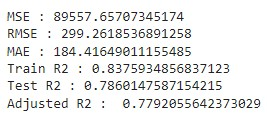 MSE : 89557.65707345174
RMSE : 299.2618536891258
MAE : 184.41649011155485
Train R2 : 0.8375934856837123
Test R2 : 0.7860147587154215
Adjusted R2 :  0.7792055642373029